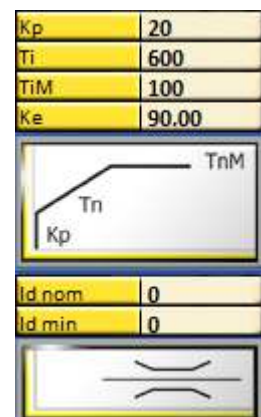 Kp 20
Ti 600
TiM 100
Ke 90.00
TnM
Tn
Kp
Id nom 0
Id min 0